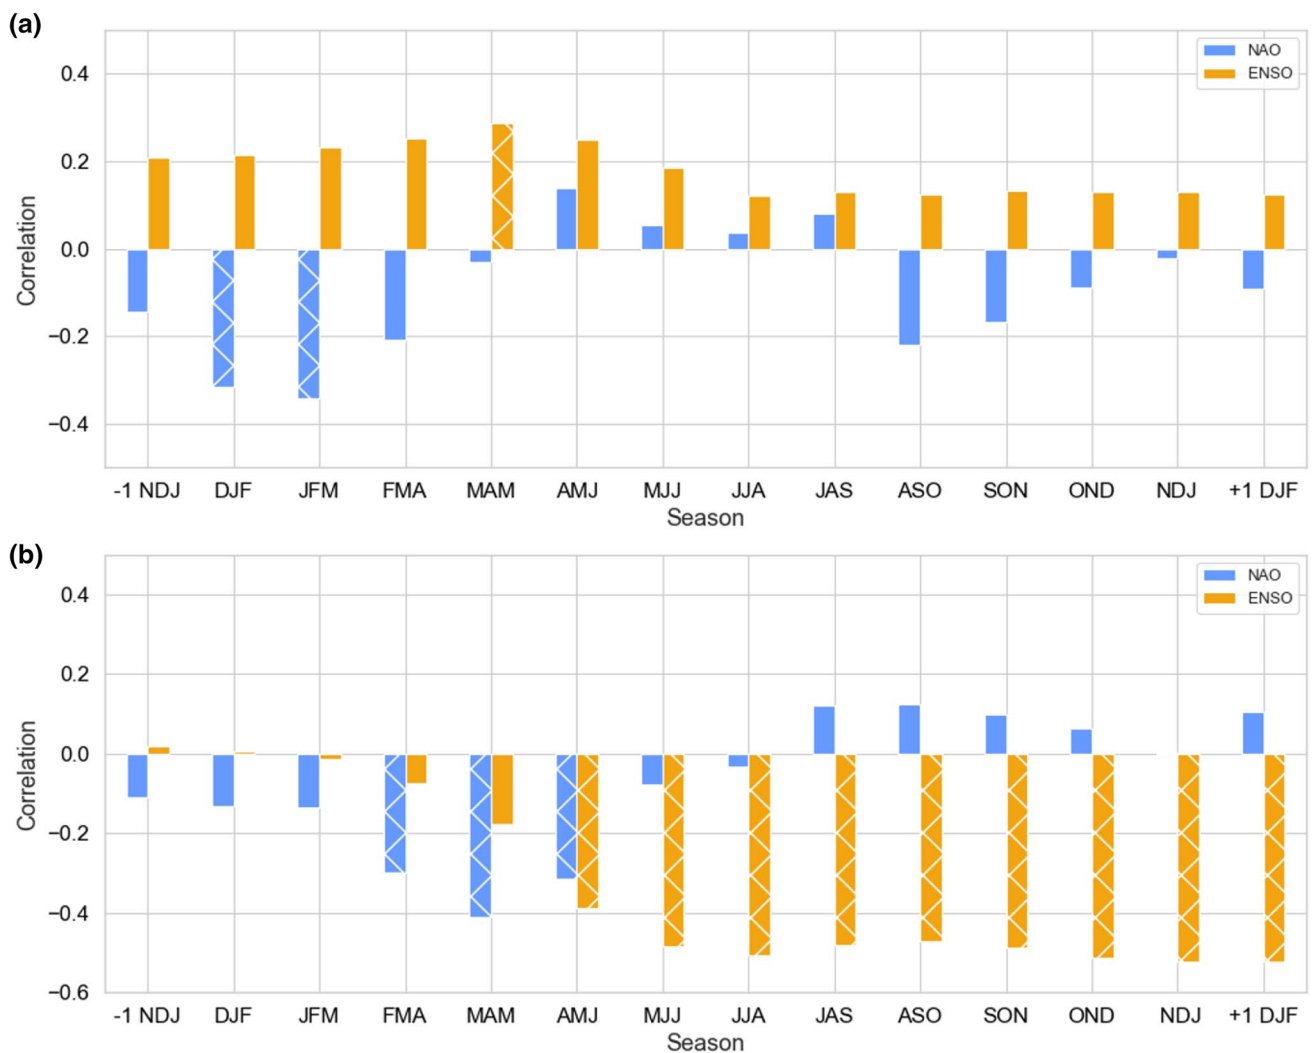 (a)
NAO
ENSO
0.4
0.2
0.0
−0.2
−0.4
Correlation
-1 NDJ DJF JFM FMA MAM AMJ MJJ JJA JAS ASO SON OND NDJ +1 DJF
Season
(b)
NAO
ENSO
0.4
0.2
0.0
−0.2
−0.4
−0.6
Correlation
-1 NDJ DJF JFM FMA MAM AMJ MJJ JJA JAS ASO SON OND NDJ +1 DJF
Season